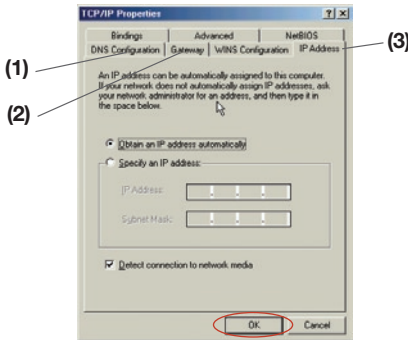 TCP/IP Properties
Bindings Advanced NetBIOS
DNS Configuration Gateway WINS Configuration IP Address
(1)
(2)
(3)
An IP address can be automatically assigned to this computer.
If your network does not automatically assign IP addresses, ask
your network administrator for an address, and then type it in
the space below.
Obtain an IP address automatically
Specify an IP address:
IP Address:
Subnet Mask:
Detect connection to network media
OK Cancel